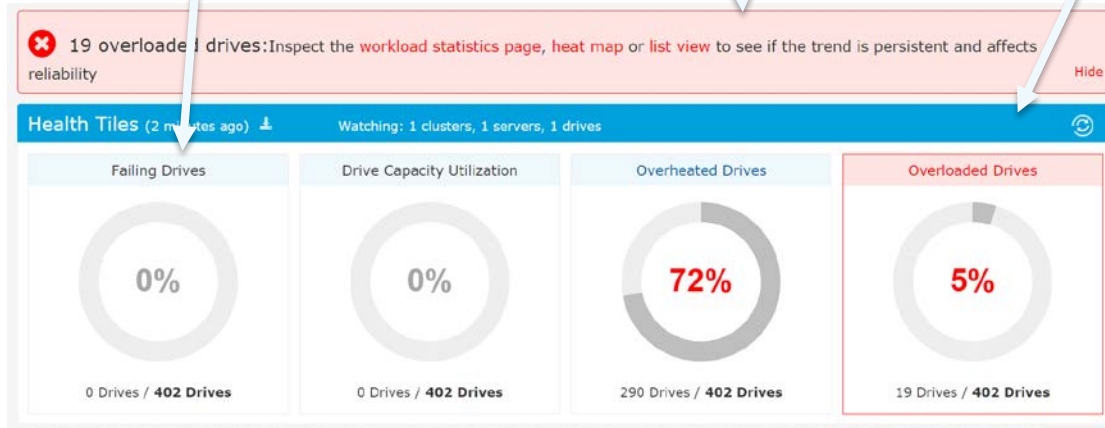 19 overloaded drives:Inspect the workload statistics page, heat map or list view to see if the trend is persistent and affects
reliability
Hide
Health Tiles (2 minutes ago)
Watching: 1 clusters, 1 servers, 1 drives
Failing Drives
0%
0 Drives / 402 Drives
Drive Capacity Utilization
0%
0 Drives / 402 Drives
Overheated Drives
72%
290 Drives / 402 Drives
Overloaded Drives
5%
19 Drives / 402 Drives